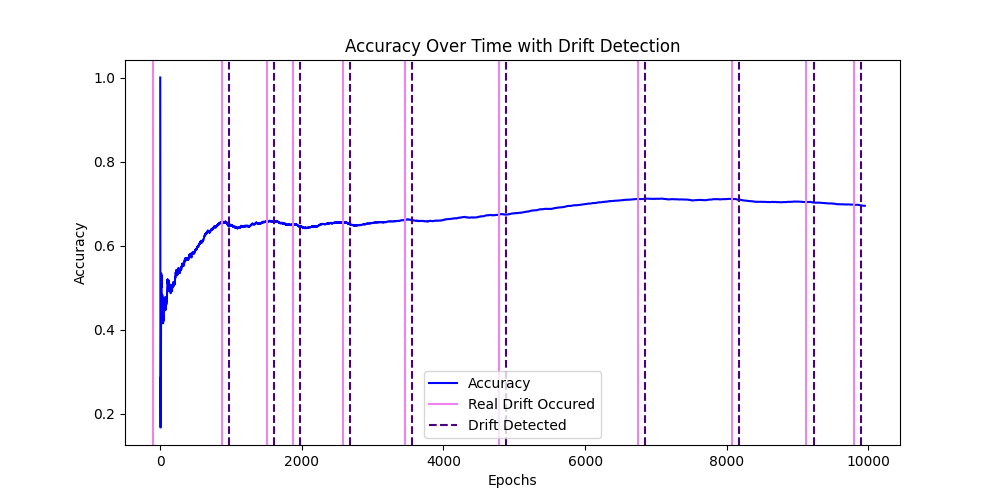 Accuracy Over Time with Drift Detection
1.0
0.8
0.6
0.4
0.2
Accuracy
Accuracy
Real Drift Occured
Drift Detected
0 2000 4000 6000 8000 10000
Epochs